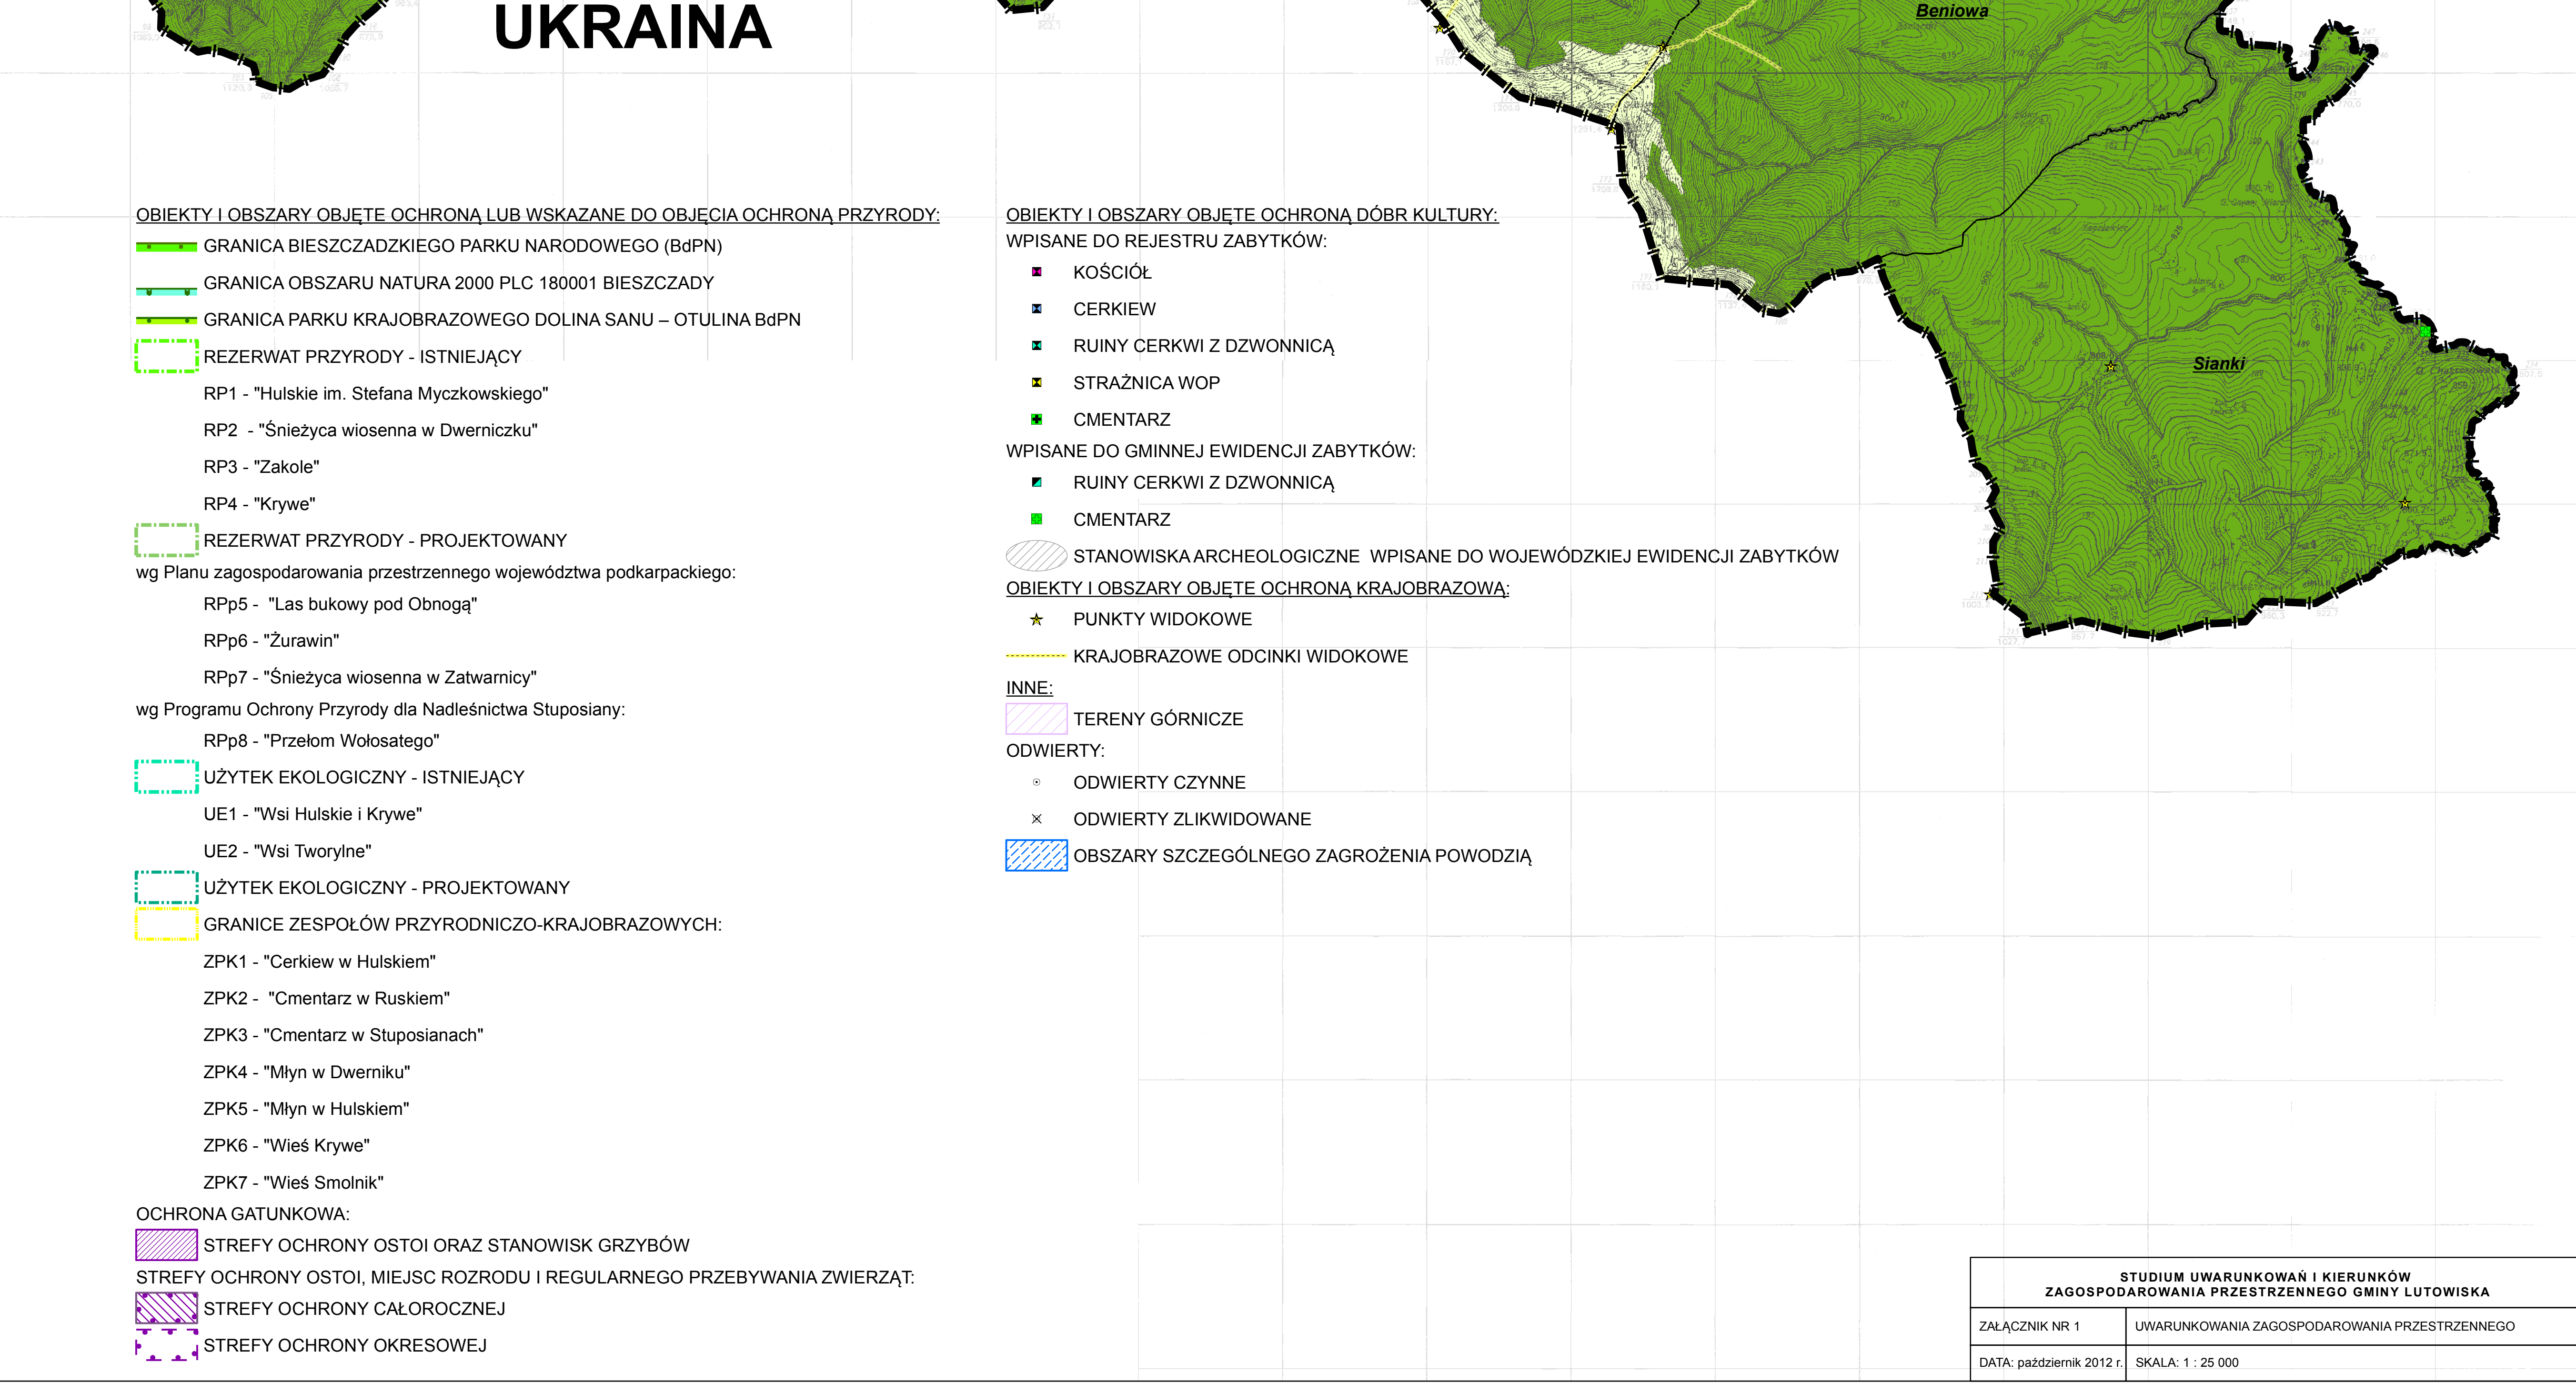 UKRAINA
Beniowa
Sianki
OBIEKTY I OBSZARY OBJĘTE OCHRONĄ LUB WSKAZANE DO OBJĘCIA OCHRONĄ PRZYRODY:
GRANICA BIESZCZADZKIEGO PARKU NARODOWEGO (BdPN)
GRANICA OBSZARU NATURA 2000 PLC 180001 BIESZCZADY
GRANICA PARKU KRAJOBRAZOWEGO DOLINA SANU – OTULINA BdPN
REZERWAT PRZYRODY - ISTNIEJĄCY
RP1 - "Hulskie im. Stefana Myczkowskiego"
RP2 - "Śnieżyca wiosenna w Dwerniczku"
RP3 - "Zakole"
RP4 - "Krywe"
REZERWAT PRZYRODY - PROJEKTOWANY
wg Planu zagospodarowania przestrzennego województwa podkarpackiego:
RPp5 - "Las bukowy pod Obnogą"
RPp6 - "Żurawin"
RPp7 - "Śnieżyca wiosenna w Zatwarnicy"
wg Programu Ochrony Przyrody dla Nadleśnictwa Stuposiany:
RPp8 - "Przełom Wołosatego"
UŻYTEK EKOLOGICZNY - ISTNIEJĄCY
UE1 - "Wsi Hulskie i Krywe"
UE2 - "Wsi Tworylne"
UŻYTEK EKOLOGICZNY - PROJEKTOWANY
GRANICE ZESPOŁÓW PRZYRODNICZO-KRAJOBRAZOWYCH:
ZPK1 - "Cerkiew w Hulskiem"
ZPK2 - "Cmentarz w Ruskiem"
ZPK3 - "Cmentarz w Stuposianach"
ZPK4 - "Młyn w Dwerniku"
ZPK5 - "Młyn w Hulskiem"
ZPK6 - "Wieś Krywe"
ZPK7 - "Wieś Smolnik"
OCHRONA GATUNKOWA:
STREFY OCHRONY OSTOI ORAZ STANOWISK GRZYBÓW
STREFY OCHRONY OSTOI, MIEJSC ROZRODU I REGULARNEGO PRZEBYWANIA ZWIERZĄT:
STREFY OCHRONY CAŁOROCZNEJ
STREFY OCHRONY OKRESOWEJ
OBIEKTY I OBSZARY OBJĘTE OCHRONĄ DÓBR KULTURY:
WPISANE DO REJESTRU ZABYTKÓW:
KOŚCIÓŁ
CERKIEW
RUINY CERKWI Z DZWONNICĄ
STRAŻNICA WOP
CMENTARZ
WPISANE DO GMINNEJ EWIDENCJI ZABYTKÓW:
RUINY CERKWI Z DZWONNICĄ
CMENTARZ
STANOWISKA ARCHEOLOGICZNE WPISANE DO WOJEWÓDZKIEJ EWIDENCJI ZABYTKÓW
OBIEKTY I OBSZARY OBJĘTE OCHRONĄ KRAJOBRAZOWĄ:
PUNKTY WIDOKOWE
KRAJOBRAZOWE ODCINKI WIDOKOWE
INNE:
TERENY GÓRNICZE
ODWIERTY:
ODWIERTY CZYNNE
ODWIERTY ZLIKWIDOWANE
OBSZARY SZCZEGÓLNEGO ZAGROŻENIA POWODZIĄ
STUDIUM UWARUNKOWAŃ I KIERUNKÓW
ZAGOSPODAROWANIA PRZESTRZENNEGO GMINY LUTOWISKA
ZAŁĄCZNIK NR 1
UWARUNKOWANIA ZAGOSPODAROWANIA PRZESTRZENNEGO
DATA: październik 2012 r.
SKALA: 1 : 25 000